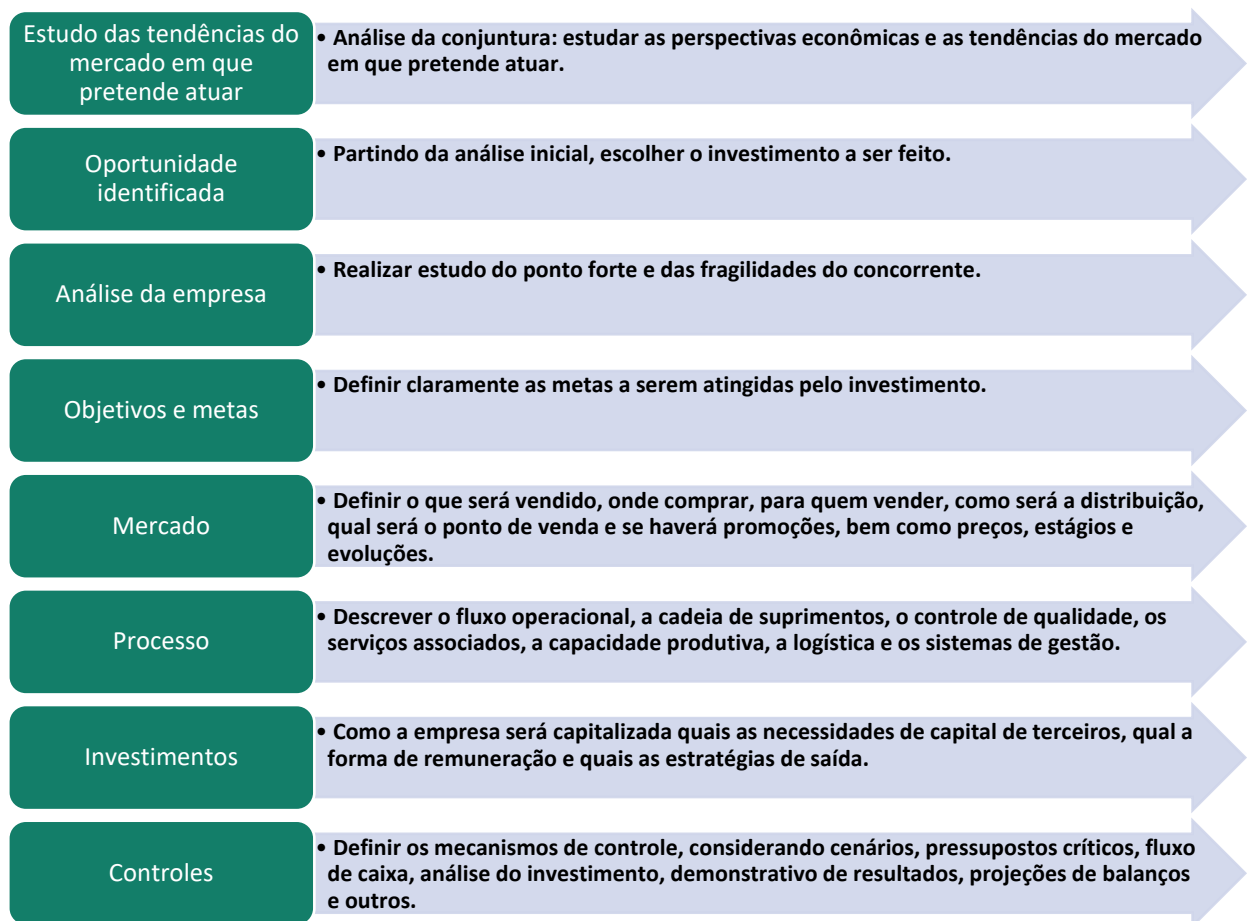 Estudo das tendências do
mercado em que
pretende atuar
• Análise da conjuntura: estudar as perspectivas econômicas e as tendências do mercado
em que pretende atuar.
Oportunidade
identificada
• Partindo da análise inicial, escolher o investimento a ser feito.
Análise da empresa
• Realizar estudo do ponto forte e das fragilidades do concorrente.
Objetivos e metas
• Definir claramente as metas a serem atingidas pelo investimento.
Mercado
• Definir o que será vendido, onde comprar, para quem vender, como será a distribuição,
qual será o ponto de venda e se haverá promoções, bem como preços, estágios e
evoluções.
Processo
• Descrever o fluxo operacional, a cadeia de suprimentos, o controle de qualidade, os
serviços associados, a capacidade produtiva, a logística e os sistemas de gestão.
Investimentos
• Como a empresa será capitalizada quais as necessidades de capital de terceiros, qual a
forma de remuneração e quais as estratégias de saída.
Controles
• Definir os mecanismos de controle, considerando cenários, pressupostos críticos, fluxo
de caixa, análise do investimento, demonstrativo de resultados, projeções de balanços
e outros.